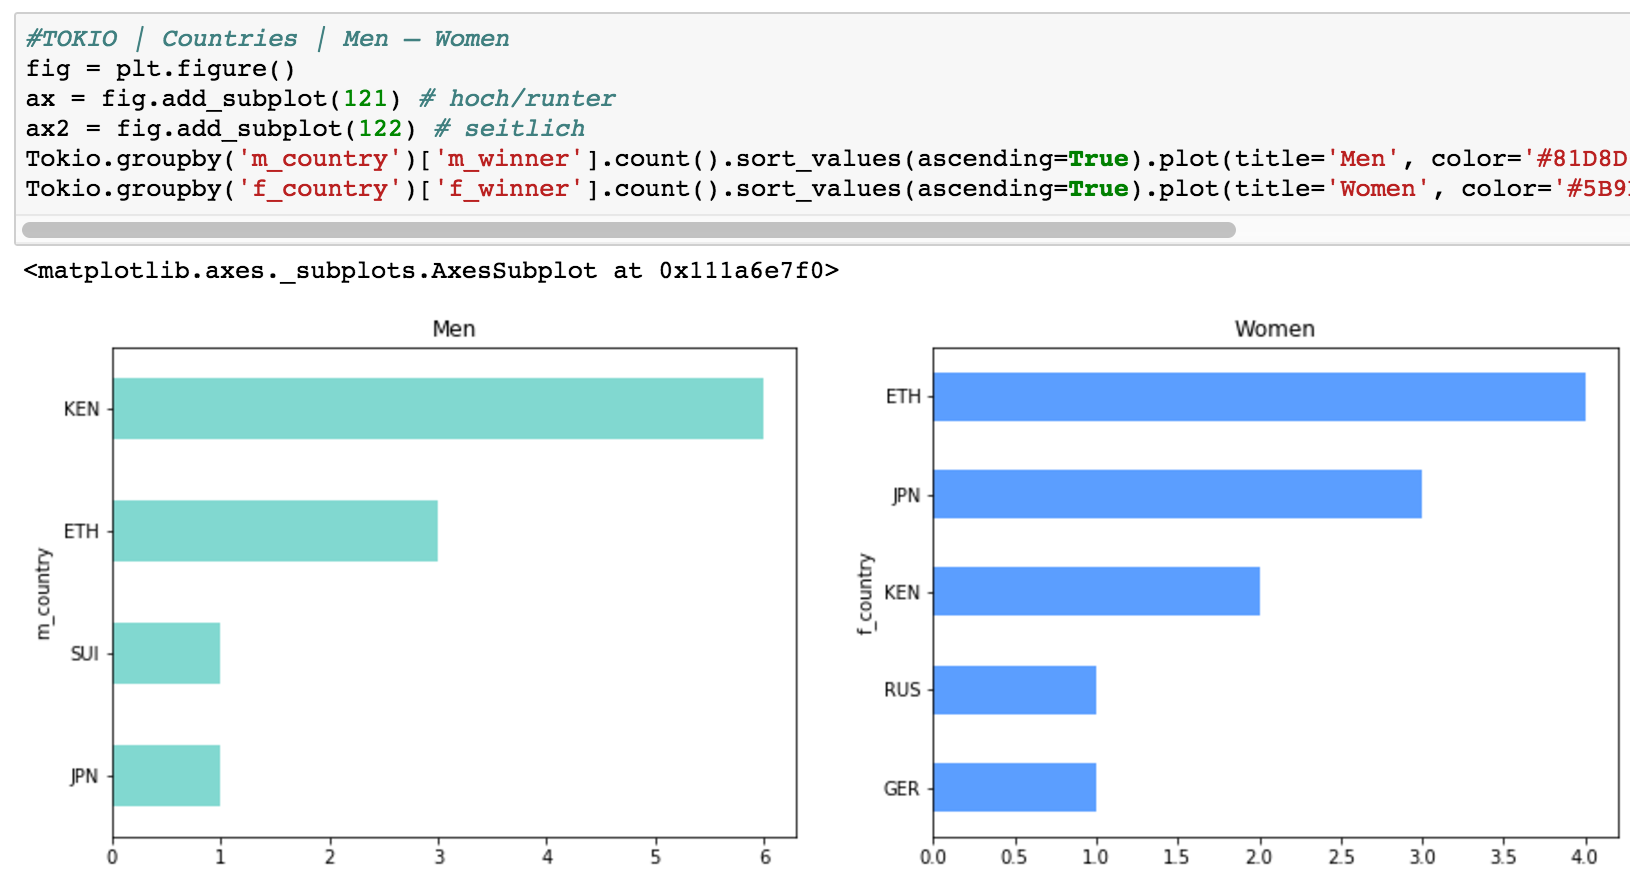 #TOKIO | Countries | Men – Women
fig = plt.figure()
ax = fig.add_subplot(121) # hoch/runter
ax2 = fig.add_subplot(122) # seitlich
Tokio.groupby('m_country')['m_winner'].count().sort_values(ascending=True).plot(title='Men', color='#81D8D
Tokio.groupby('f_country')['f_winner'].count().sort_values(ascending=True).plot(title='Women', color='#5B9
<matplotlib.axes._subplots.AxesSubplot at 0x111a6e7f0>
Men
KEN
ETH
SUI
JPN
m_country
0 1 2 3 4 5 6
Women
ETH
JPN
KEN
RUS
GER
f_country
0.0 0.5 1.0 1.5 2.0 2.5 3.0 3.5 4.0